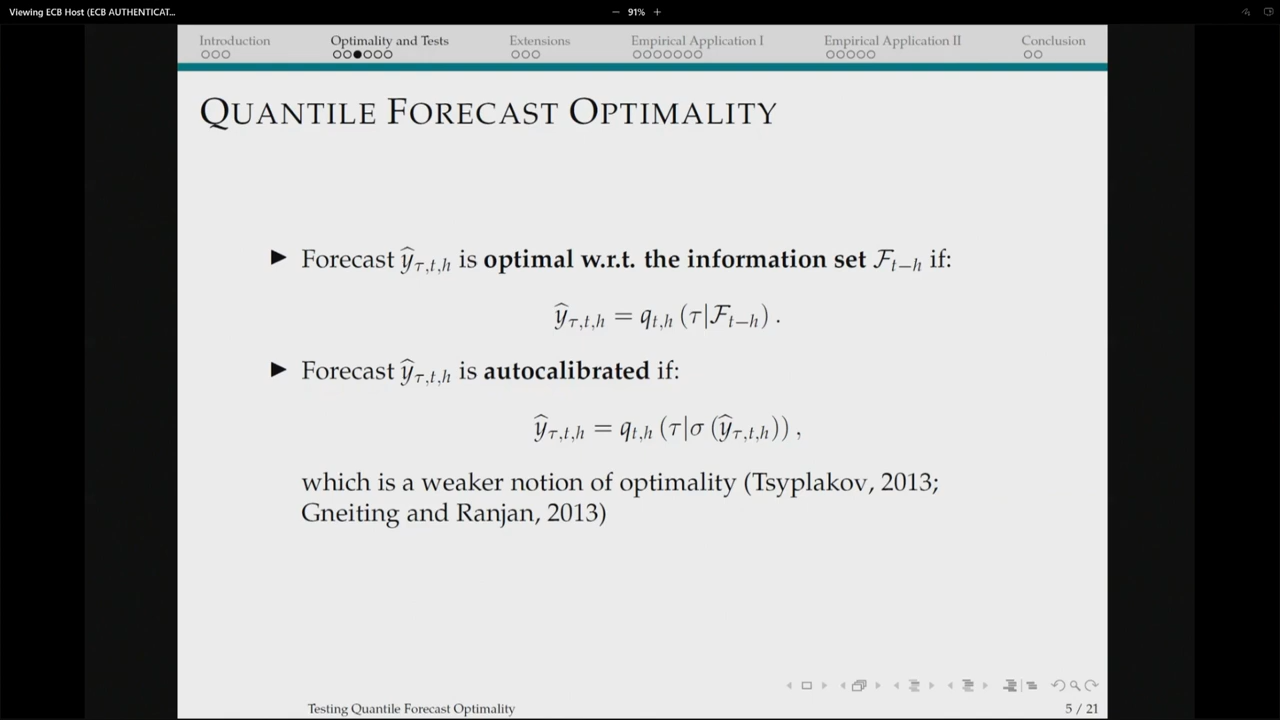 Viewing ECB Host (ECB AUTHENTICAT...
− 91% +
Introduction Optimality and Tests Extensions Empirical Application I Empirical Application II Conclusion
QUANTILE FORECAST OPTIMALITY
▶ Forecast ŷ_{τ,t,h} is optimal w.r.t. the information set ℱ_{t−h} if:
ŷ_{τ,t,h} = q_{t,h} (τ|ℱ_{t−h}) .
▶ Forecast ŷ_{τ,t,h} is autocalibrated if:
ŷ_{τ,t,h} = q_{t,h} (τ|σ (ŷ_{τ,t,h})) ,
which is a weaker notion of optimality (Tsyplakov, 2013;
Gneiting and Ranjan, 2013)
Testing Quantile Forecast Optimality 5 / 21